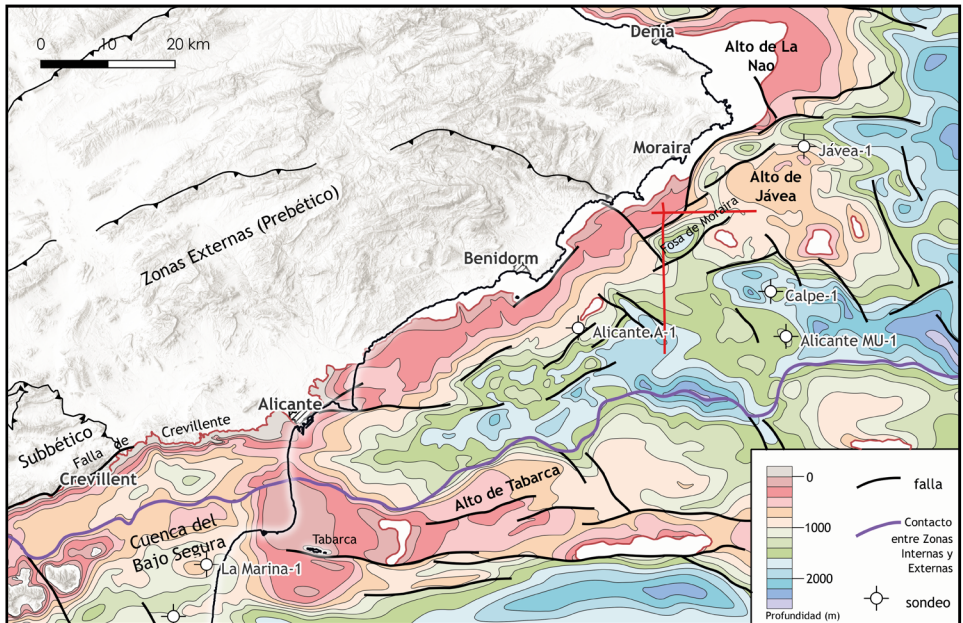 0 10 20 km
Denia
Alto de La
Nao
Moraira
Jávea-1
Alto de
Jávea
Fosa de Moraira
Zonas Externas (Prebético)
Benidorm
Calpe-1
Alicante A-1
Alicante MU-1
Alicante
Subbético
Falla de Crevillente
Crevillent
Alto de Tabarca
Cuenca del
Bajo Segura
Tabarca
La Marina-1
0
1000
2000
Profundidad (m)
falla
Contacto
entre Zonas
Internas y
Externas
sondeo